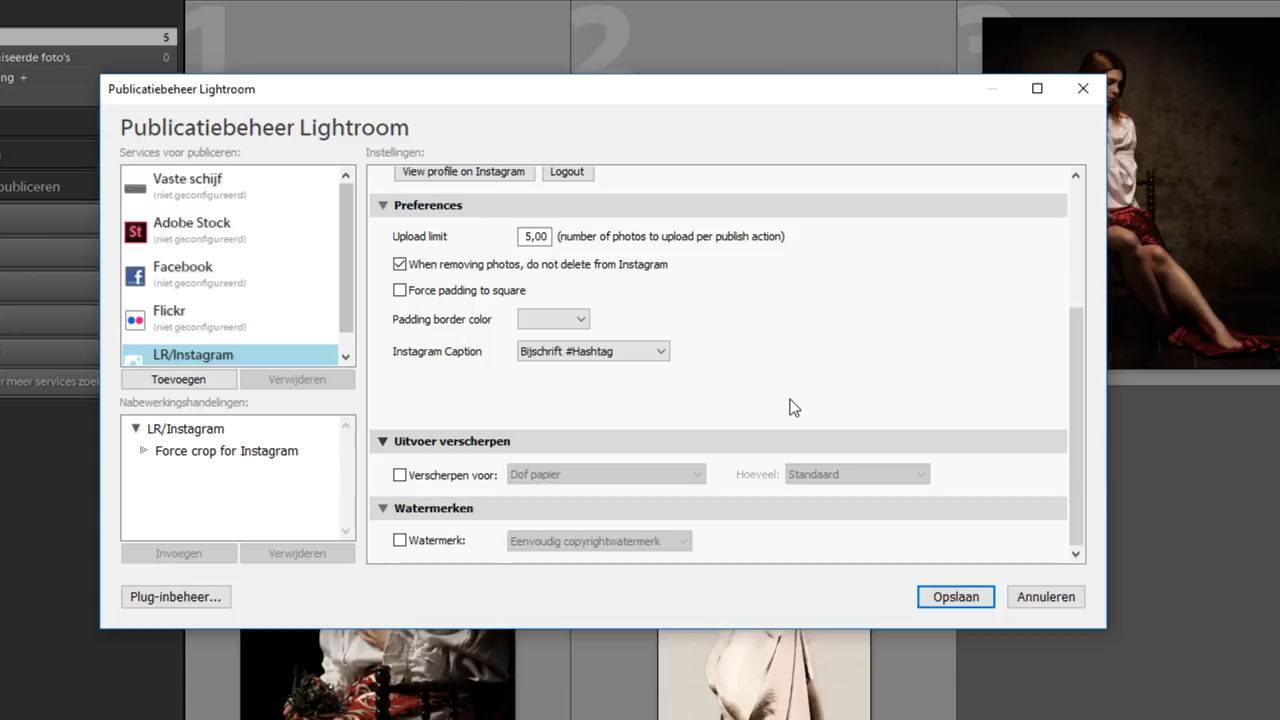 1
2
3
5
iseerde foto's 0
ng +
publiceren
r meer services zoel
Publicatiebeheer Lightroom
Publicatiebeheer Lightroom
Services voor publiceren:
Vaste schijf
(niet geconfigureerd)
St
Adobe Stock
(niet geconfigureerd)
Facebook
(niet geconfigureerd)
Flickr
(niet geconfigureerd)
LR/Instagram
Toevoegen Verwijderen
Nabewerkingshandelingen:
LR/Instagram
Force crop for Instagram
Invoegen Verwijderen
Plug-inbeheer...
Instellingen:
View profile on Instagram Logout
Preferences
Upload limit 5,00 (number of photos to upload per publish action)
When removing photos, do not delete from Instagram
Force padding to square
Padding border color
Instagram Caption Bijschrift #Hashtag
Uitvoer verscherpen
Verscherpen voor: Dof papier Hoeveel: Standaard
Watermerken
Watermerk: Eenvoudig copyrightwatermerk
Opslaan Annuleren